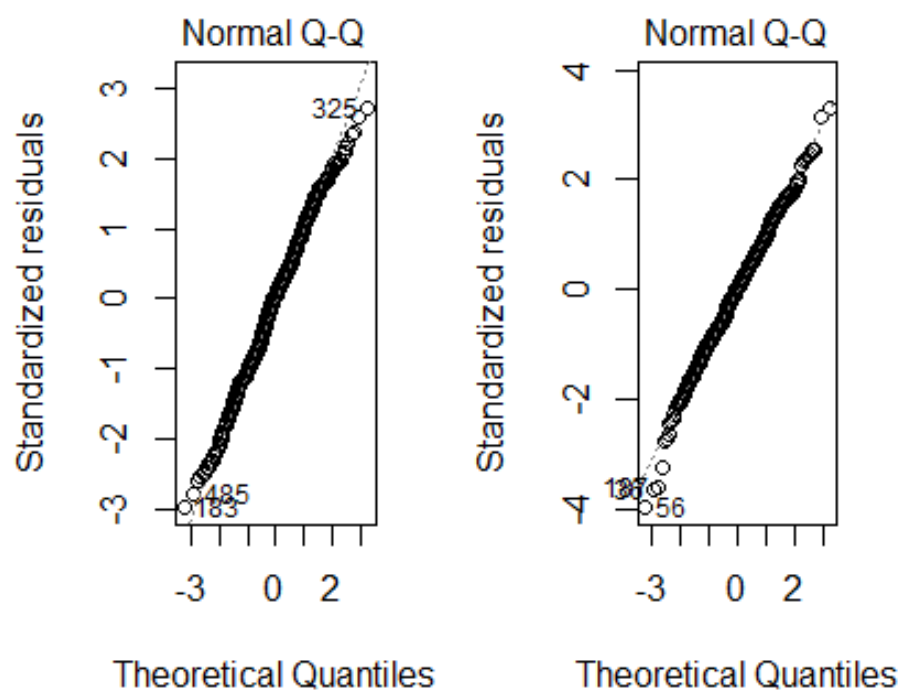 Normal Q-Q
Standardized residuals
3
2
1
0
-1
-2
-3
325
485
183
-3 0 2
Theoretical Quantiles
Normal Q-Q
Standardized residuals
4
2
0
-2
-4
56
-3 0 2
Theoretical Quantiles